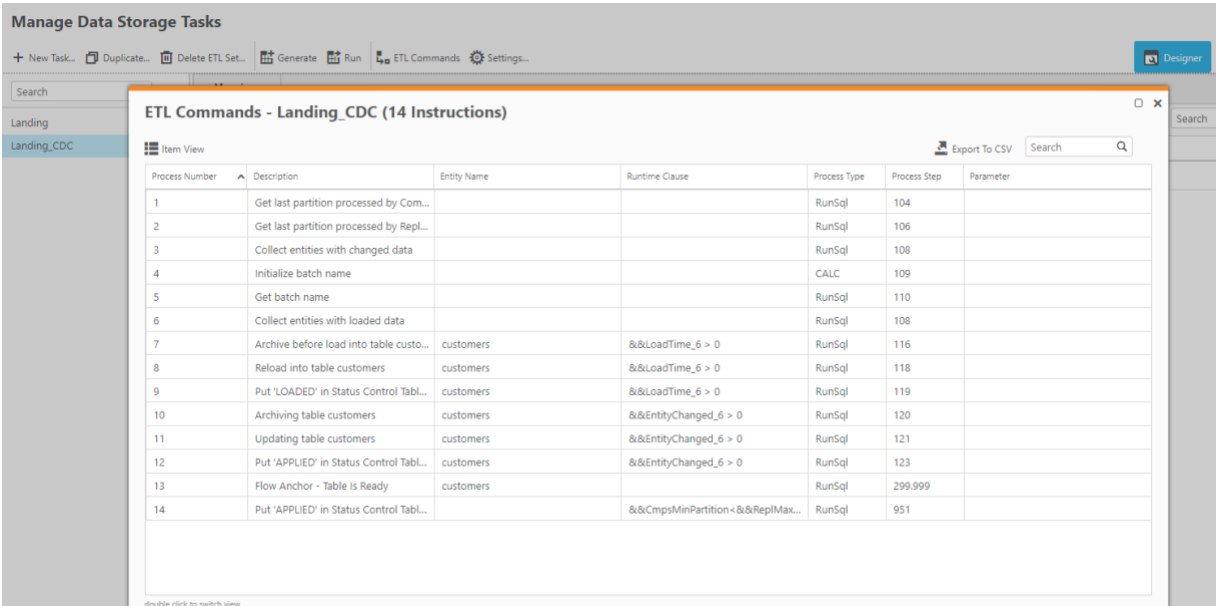 Manage Data Storage Tasks
New Task... Duplicate... Delete ETL Set... Generate Run ETL Commands Settings... Designer
Search
ETL Commands - Landing_CDC (14 Instructions)
Search
Landing
Landing_CDC
Item View Export To CSV Search
Process Number Description Entity Name Runtime Clause Process Type Process Step Parameter
1 Get last partition processed by Com... RunSql 104
2 Get last partition processed by Repl... RunSql 106
3 Collect entities with changed data RunSql 108
4 Initialize batch name CALC 109
5 Get batch name RunSql 110
6 Collect entities with loaded data RunSql 108
7 Archive before load into table custo... customers &&LoadTime_6 > 0 RunSql 116
8 Reload into table customers customers &&LoadTime_6 > 0 RunSql 118
9 Put 'LOADED' in Status Control Tabl... customers &&LoadTime_6 > 0 RunSql 119
10 Archiving table customers customers &&EntityChanged_6 > 0 RunSql 120
11 Updating table customers customers &&EntityChanged_6 > 0 RunSql 121
12 Put 'APPLIED' in Status Control Tabl... customers &&EntityChanged_6 > 0 RunSql 123
13 Flow Anchor - Table Is Ready customers RunSql 299.999
14 Put 'APPLIED' in Status Control Tabl... &&CmpsMinPartition<&&ReplMax... RunSql 951
double click to switch view